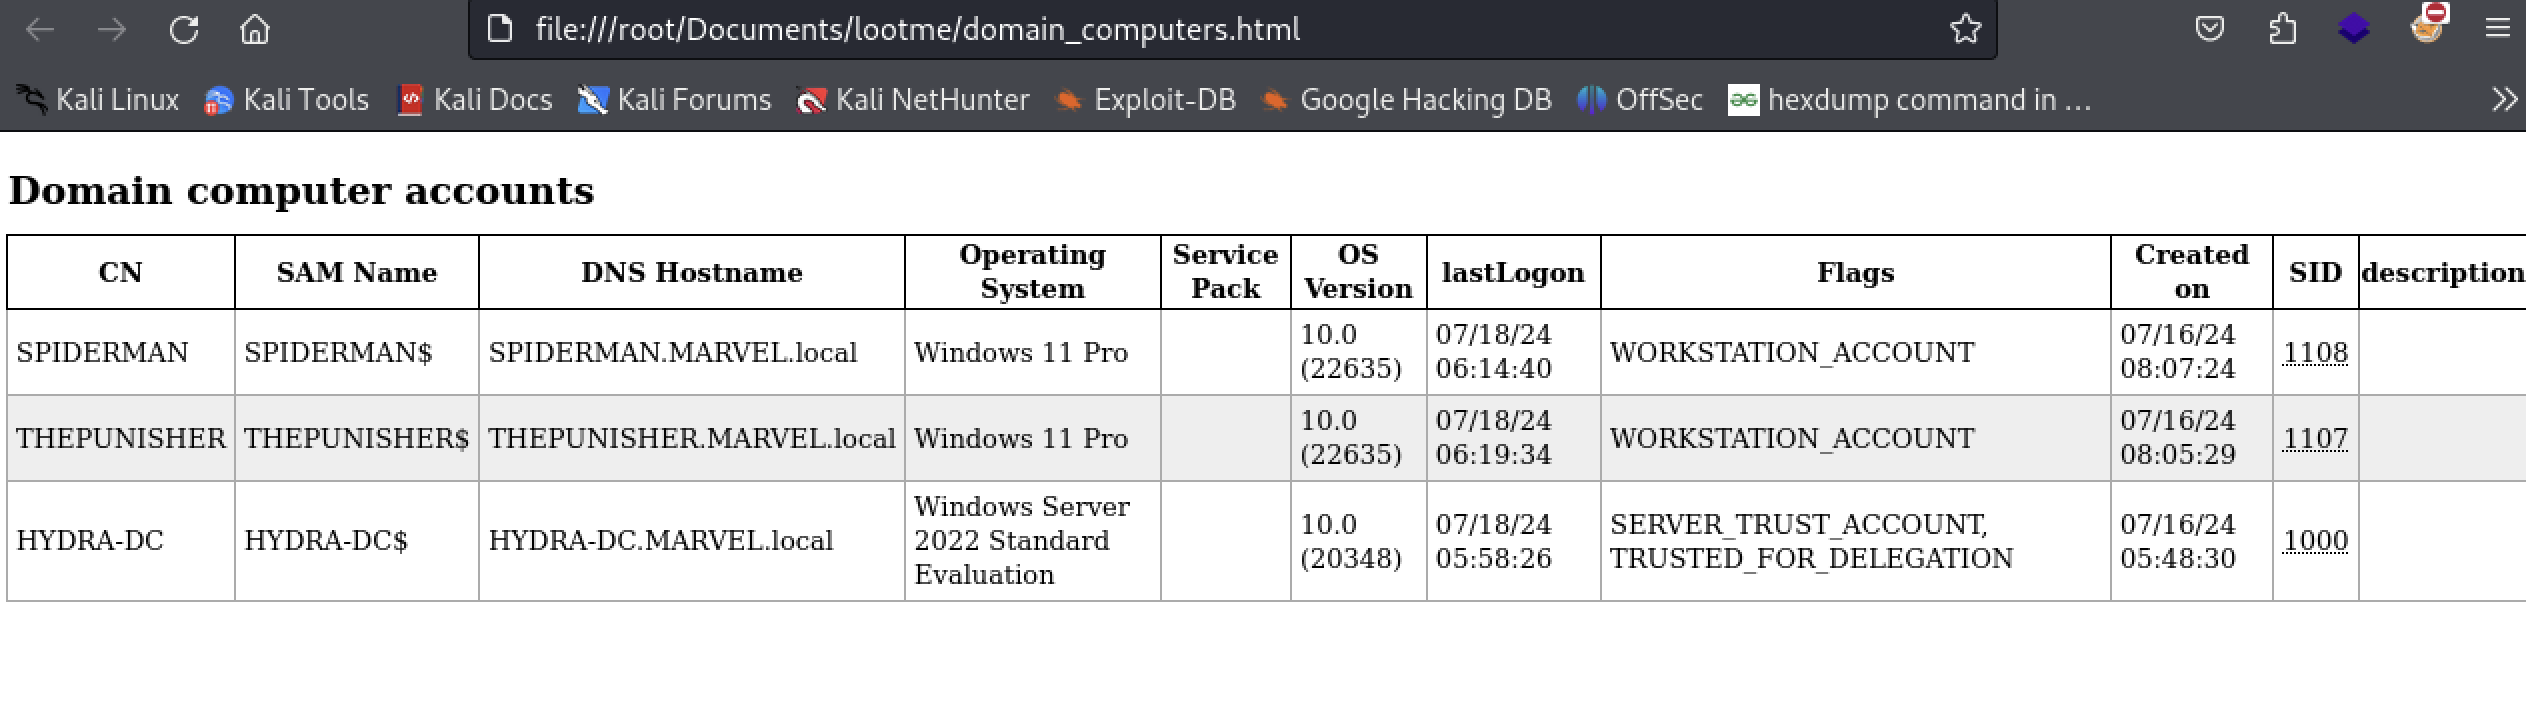 file:///root/Documents/lootme/domain_computers.html
Kali Linux Kali Tools Kali Docs Kali Forums Kali NetHunter Exploit-DB Google Hacking DB OffSec hexdump command in …
Domain computer accounts
CN SAM Name DNS Hostname Operating System Service Pack OS Version lastLogon Flags Created on SID description
SPIDERMAN SPIDERMAN$ SPIDERMAN.MARVEL.local Windows 11 Pro 10.0 (22635) 07/18/24 06:14:40 WORKSTATION_ACCOUNT 07/16/24 08:07:24 1108
THEPUNISHER THEPUNISHER$ THEPUNISHER.MARVEL.local Windows 11 Pro 10.0 (22635) 07/18/24 06:19:34 WORKSTATION_ACCOUNT 07/16/24 08:05:29 1107
HYDRA-DC HYDRA-DC$ HYDRA-DC.MARVEL.local Windows Server 2022 Standard Evaluation 10.0 (20348) 07/18/24 05:58:26 SERVER_TRUST_ACCOUNT, TRUSTED_FOR_DELEGATION 07/16/24 05:48:30 1000